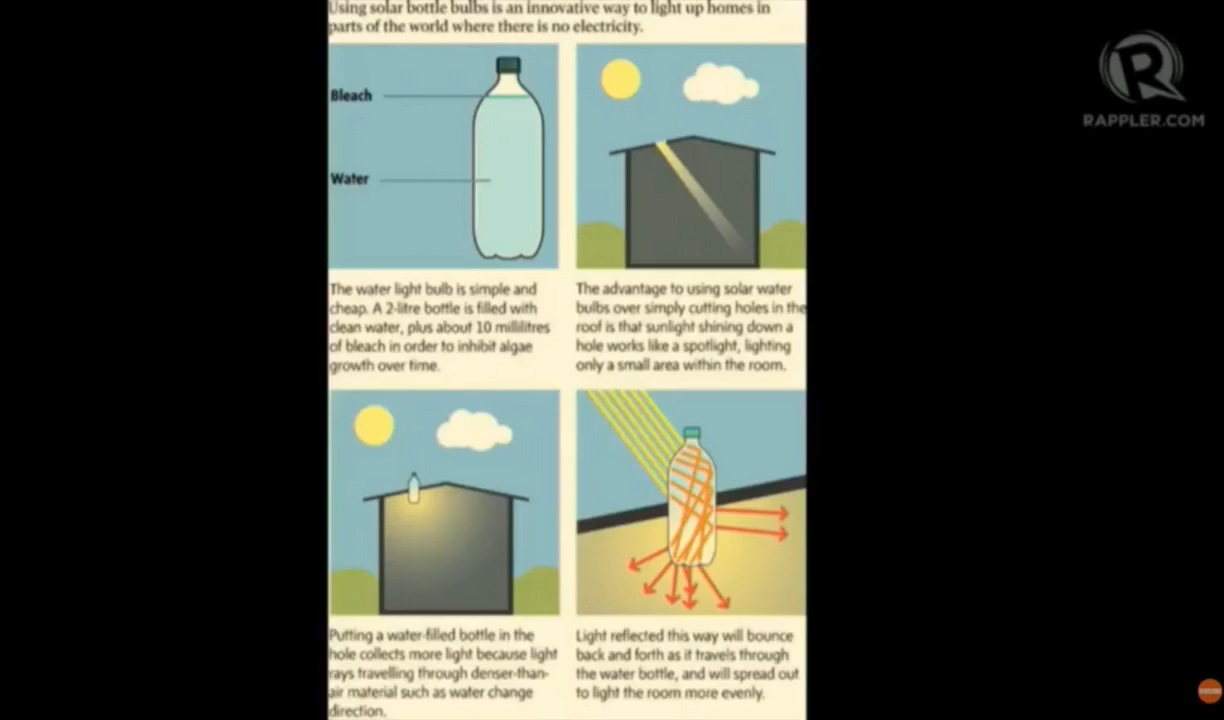 Using solar bottle bulbs is an innovative way to light up homes in
parts of the world where there is no electricity.
Bleach
Water
The water light bulb is simple and
cheap. A 2-litre bottle is filled with
clean water, plus about 10 millilitres
of bleach in order to inhibit algae
growth over time.
The advantage to using solar water
bulbs over simply cutting holes in the
roof is that sunlight shining down a
hole works like a spotlight, lighting
only a small area within the room.
Putting a water-filled bottle in the
hole collects more light because light
rays travelling through denser-than-
air material such as water change
direction.
Light reflected this way will bounce
back and forth as it travels through
the water bottle, and will spread out
to light the room more evenly.
R
RAPPLER.COM